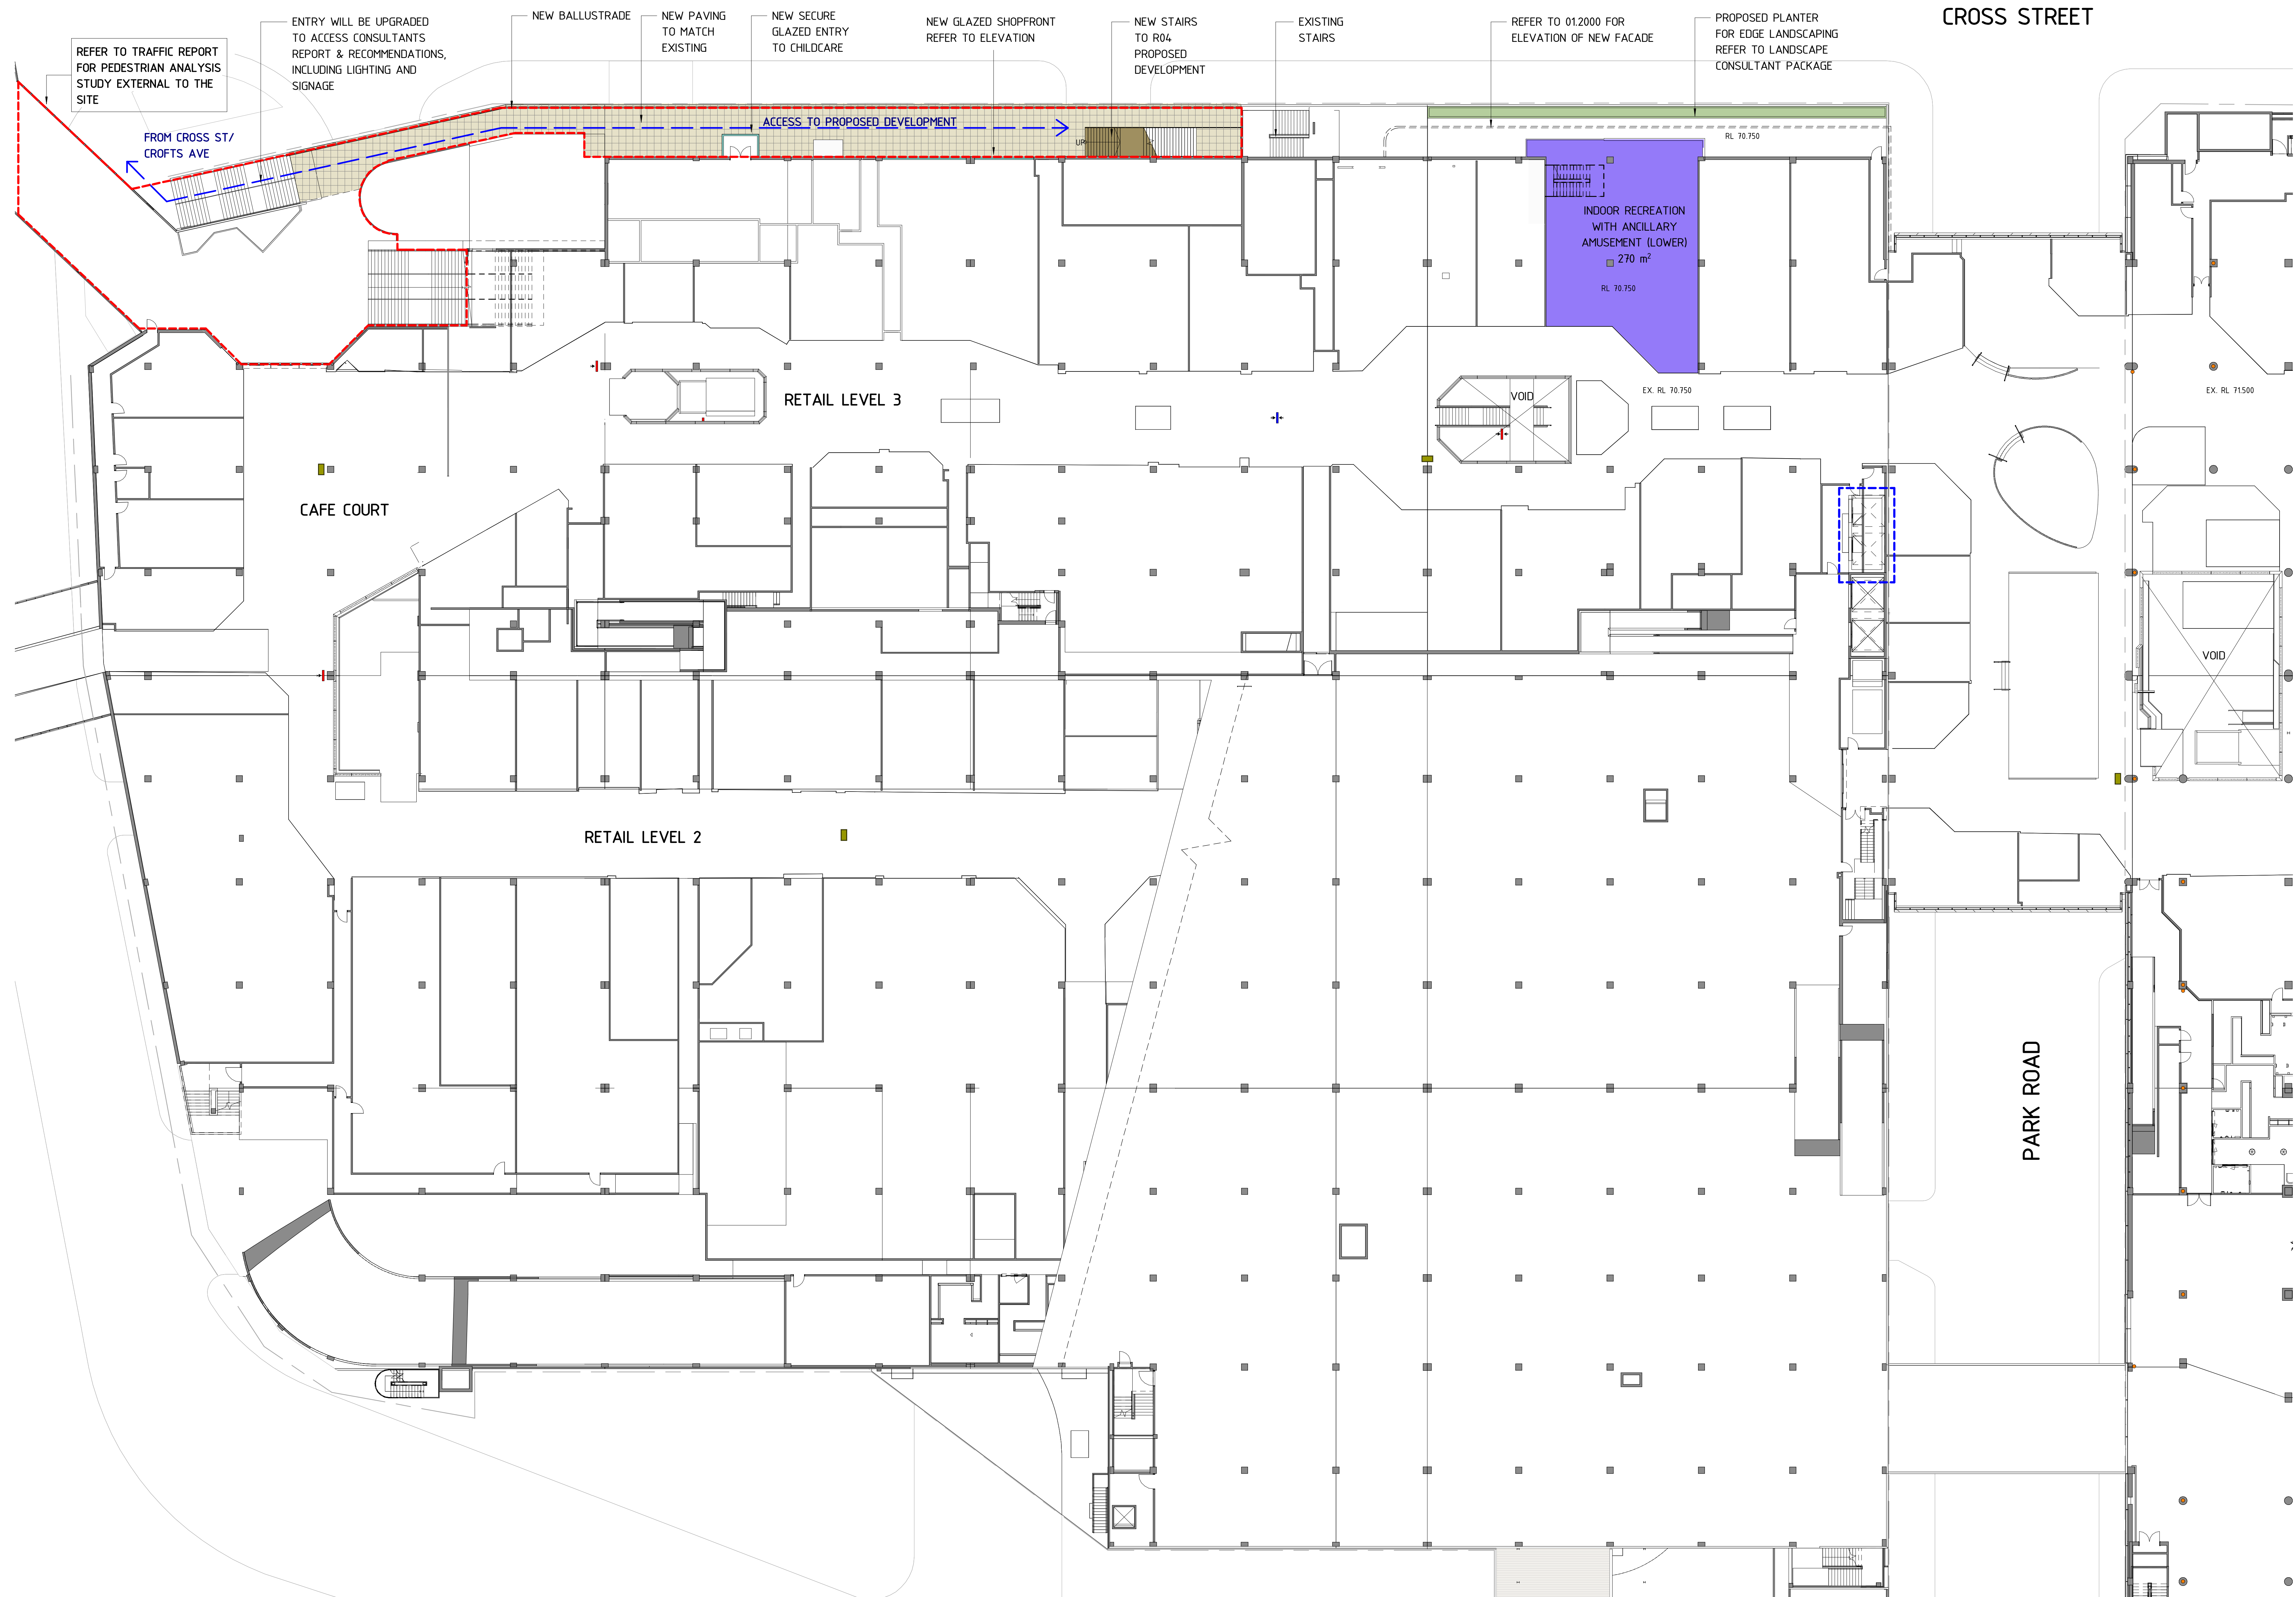 CROSS STREET
REFER TO TRAFFIC REPORT
FOR PEDESTRIAN ANALYSIS
STUDY EXTERNAL TO THE
SITE
ENTRY WILL BE UPGRADED
TO ACCESS CONSULTANTS
REPORT & RECOMMENDATIONS,
INCLUDING LIGHTING AND
SIGNAGE
NEW BALLUSTRADE
NEW PAVING
TO MATCH
EXISTING
NEW SECURE
GLAZED ENTRY
TO CHILDCARE
NEW GLAZED SHOPFRONT
REFER TO ELEVATION
NEW STAIRS
TO R04
PROPOSED
DEVELOPMENT
EXISTING
STAIRS
REFER TO 01.2000 FOR
ELEVATION OF NEW FACADE
PROPOSED PLANTER
FOR EDGE LANDSCAPING
REFER TO LANDSCAPE
CONSULTANT PACKAGE
FROM CROSS ST/
CROFTS AVE
ACCESS TO PROPOSED DEVELOPMENT
UP
RL 70.750
INDOOR RECREATION
WITH ANCILLARY
AMUSEMENT (LOWER)
270 m²
RL 70.750
RETAIL LEVEL 3
VOID
EX. RL 70.750
EX. RL 71.500
CAFE COURT
VOID
RETAIL LEVEL 2
PARK ROAD